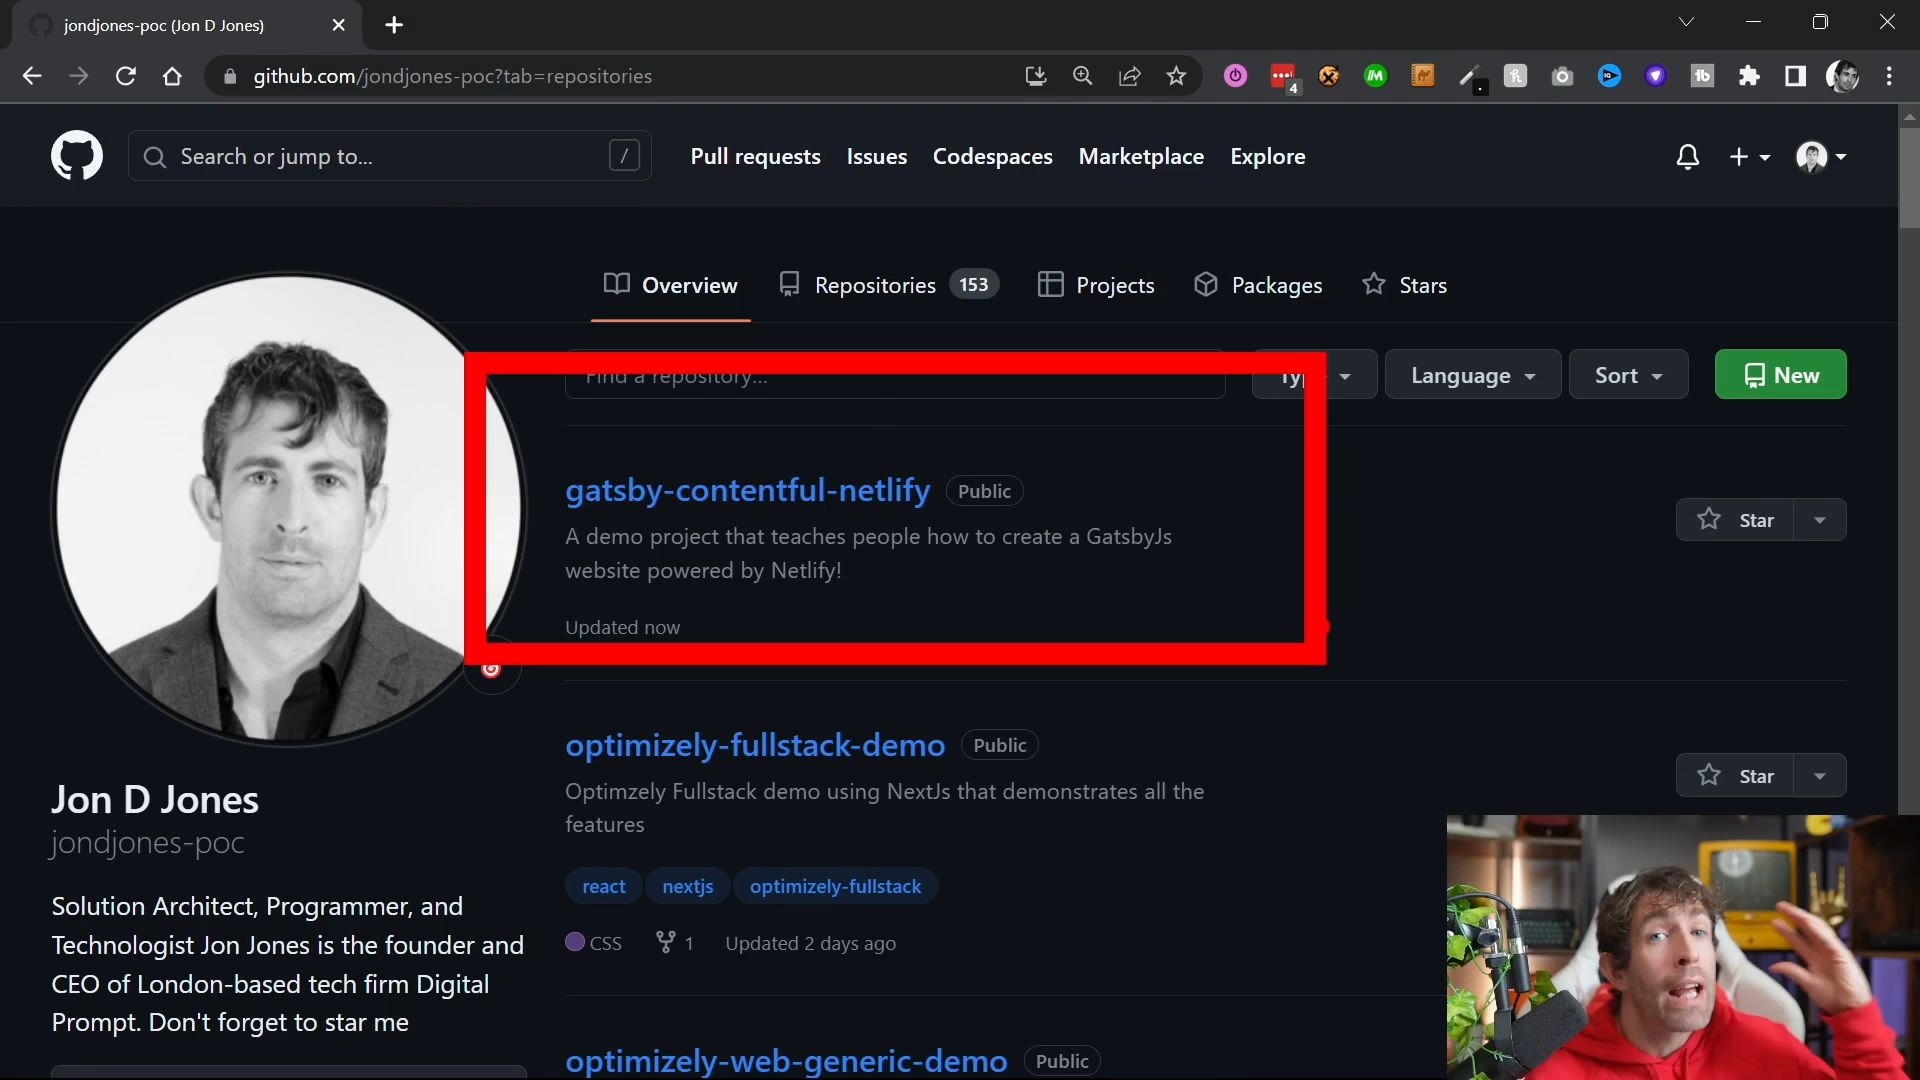 jondjones-poc (Jon D Jones)
github.com/jondjones-poc?tab=repositories
4
Search or jump to...
/
Pull requests
Issues
Codespaces
Marketplace
Explore
Overview
Repositories 153
Projects
Packages
Stars
Find a repository...
Typ
Language
Sort
New
gatsby-contentful-netlify Public
A demo project that teaches people how to create a GatsbyJs
website powered by Netlify!
Updated now
Star
optimizely-fullstack-demo Public
Optimzely Fullstack demo using NextJs that demonstrates all the
features
react nextjs optimizely-fullstack
CSS 1 Updated 2 days ago
Star
optimizely-web-generic-demo Public
Jon D Jones
jondjones-poc
Solution Architect, Programmer, and
Technologist Jon Jones is the founder and
CEO of London-based tech firm Digital
Prompt. Don't forget to star me